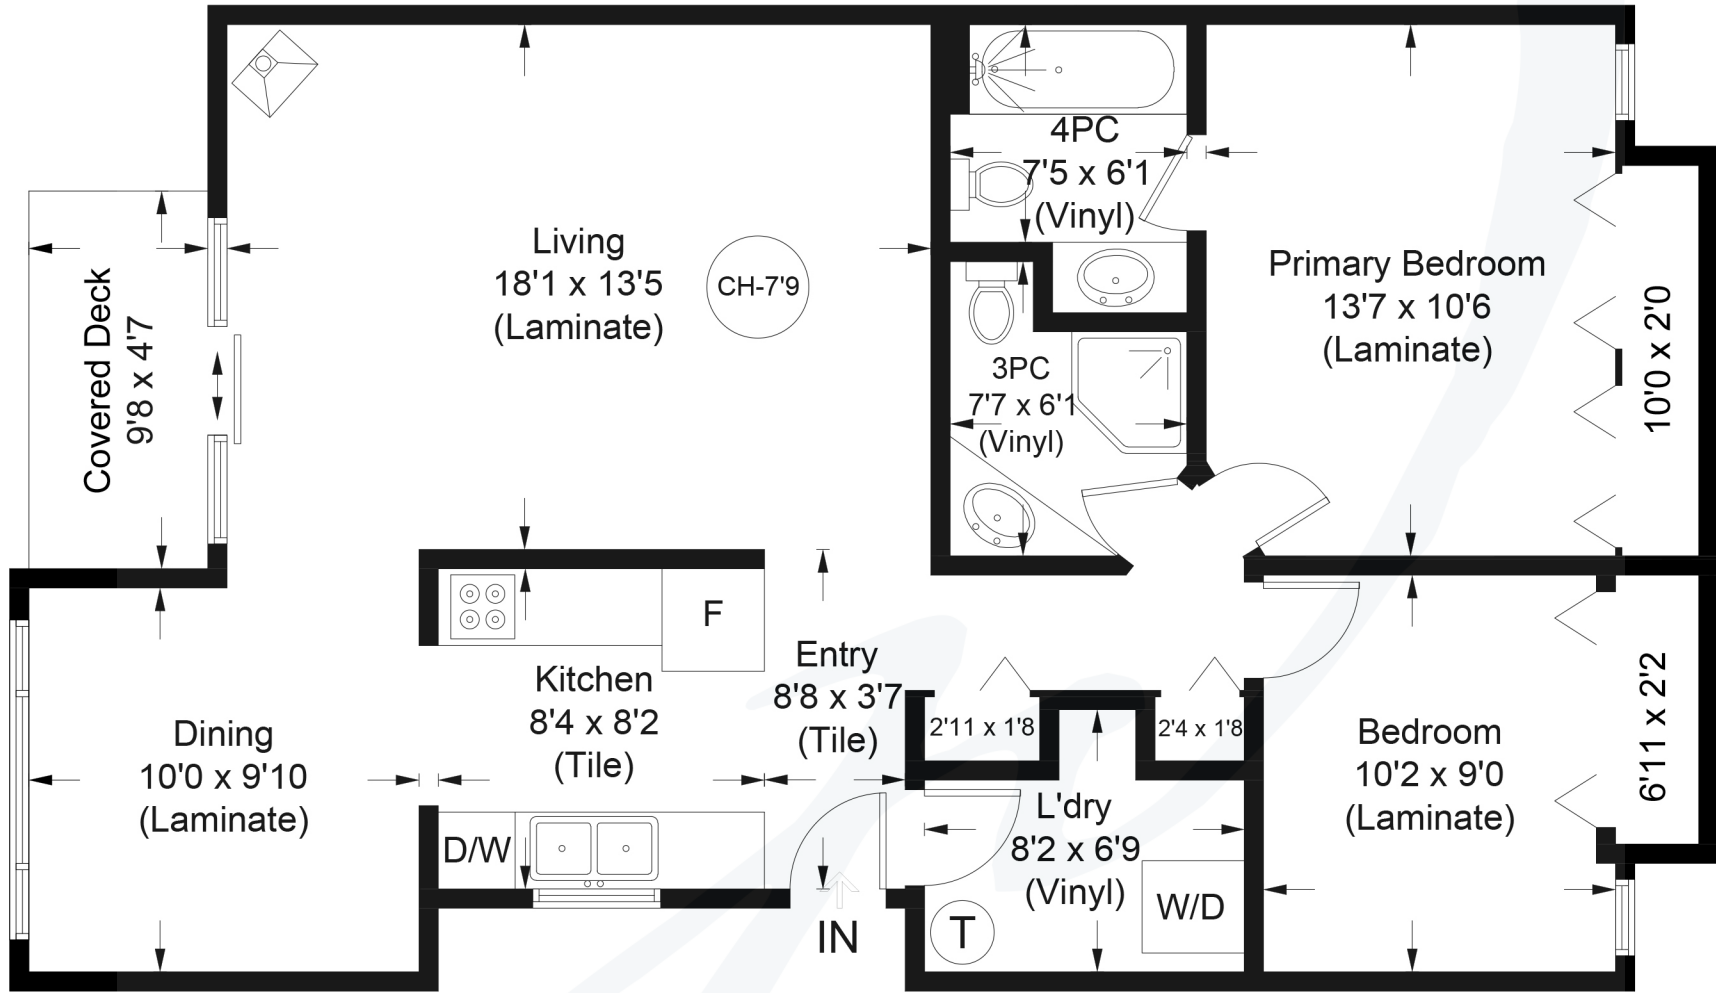 4PC
7'5 x 6'1
(Vinyl)
Living
18'1 x 13'5
(Laminate)
CH-7'9
Primary Bedroom
13'7 x 10'6
(Laminate)
10'0 x 2'0
Covered Deck
9'8 x 4'7
3PC
7'7 x 6'1
(Vinyl)
F
Kitchen
8'4 x 8'2
(Tile)
Entry
8'8 x 3'7
(Tile)
2'11 x 1'8
2'4 x 1'8
Dining
10'0 x 9'10
(Laminate)
Bedroom
10'2 x 9'0
(Laminate)
6'11 x 2'2
D/W
L'dry
8'2 x 6'9
(Vinyl)
W/D
IN
T